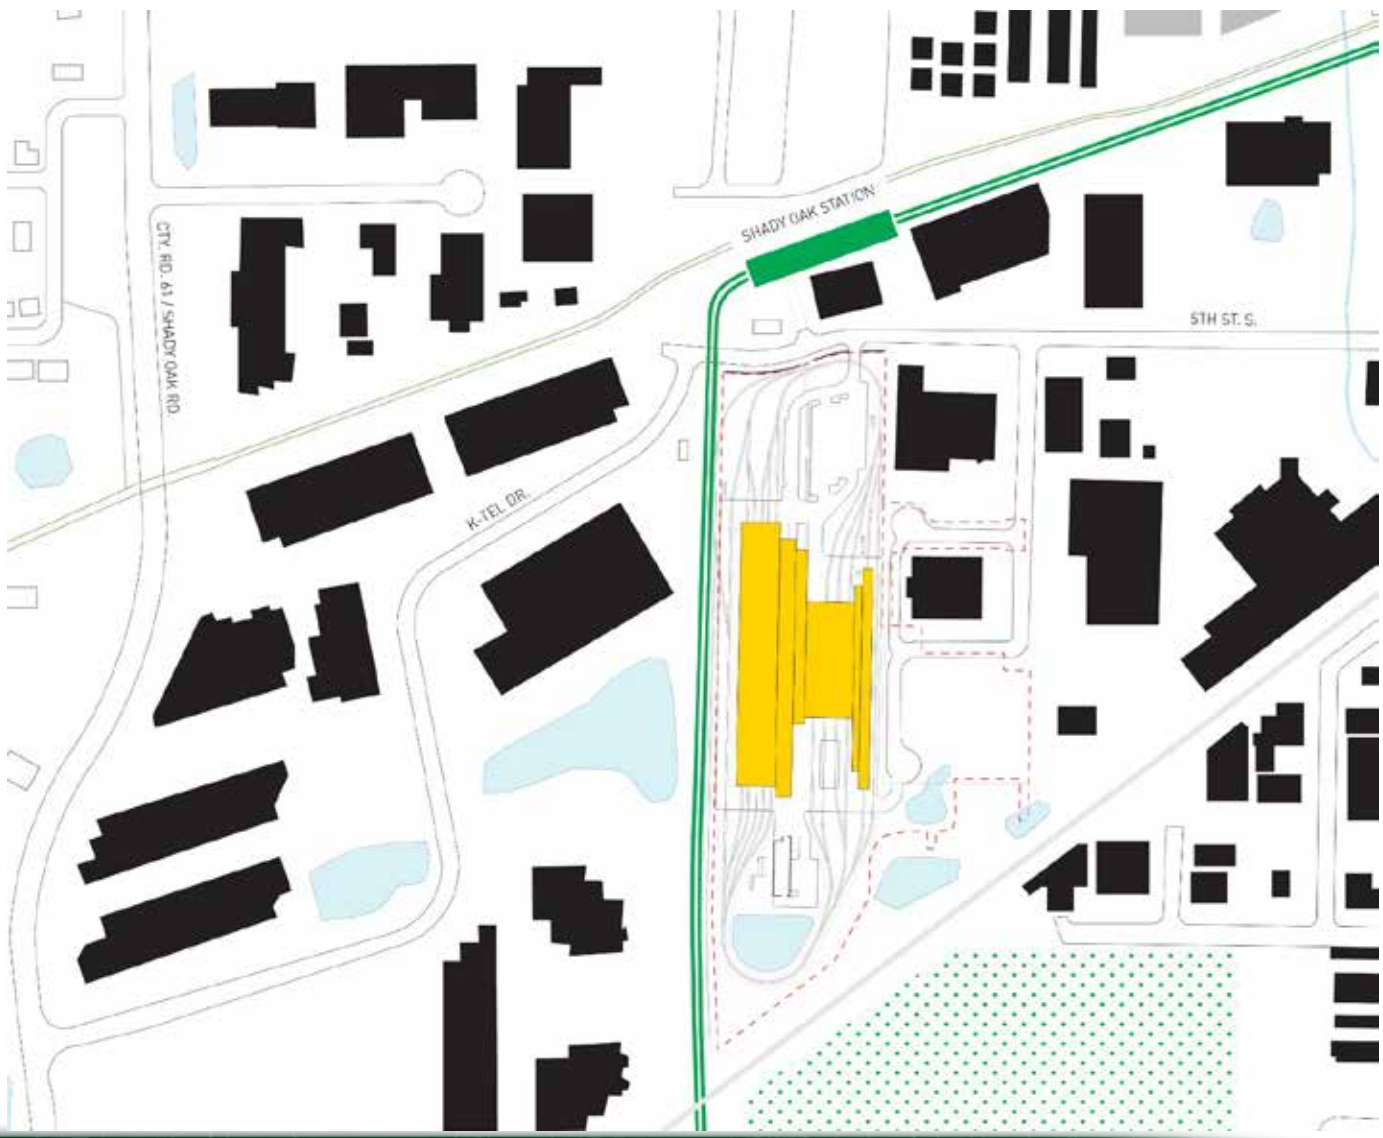 SHADY OAK STATION
CTY. RD. 61 / SHADY OAK RD.
5TH ST. S.
K-TEL DR.